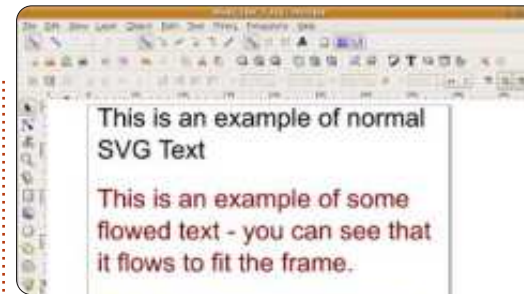 This is an example of normal
SVG Text
This is an example of some
flowed text - you can see that
it flows to fit the frame.